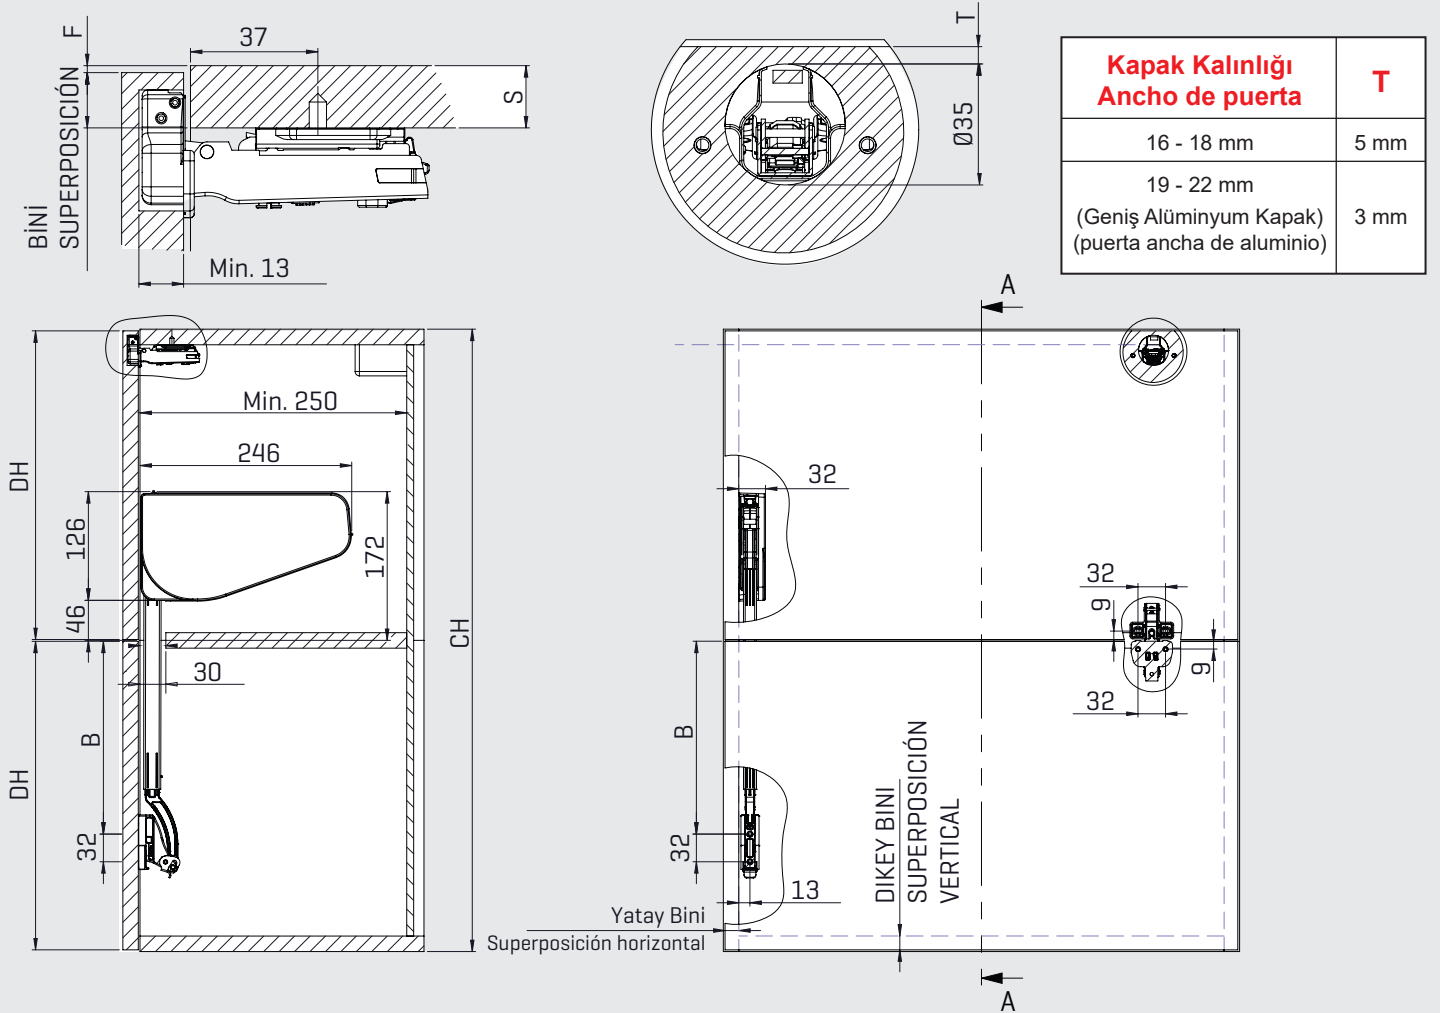 F
37
BİNİ
SUPERPOSICIÓN
S
Min. 13
T
Ø35
Kapak Kalınlığı
Ancho de puerta
T
16 - 18 mm
5 mm
19 - 22 mm
(Geniş Alüminyum Kapak)
(puerta ancha de aluminio)
3 mm
DH
Min. 250
246
126
172
46
CH
30
B
DH
32
A
32
32
9
9
32
B
32
13
DIKEY BINI
SUPERPOSICIÓN
VERTICAL
Yatay Bini
Superposición horizontal
A